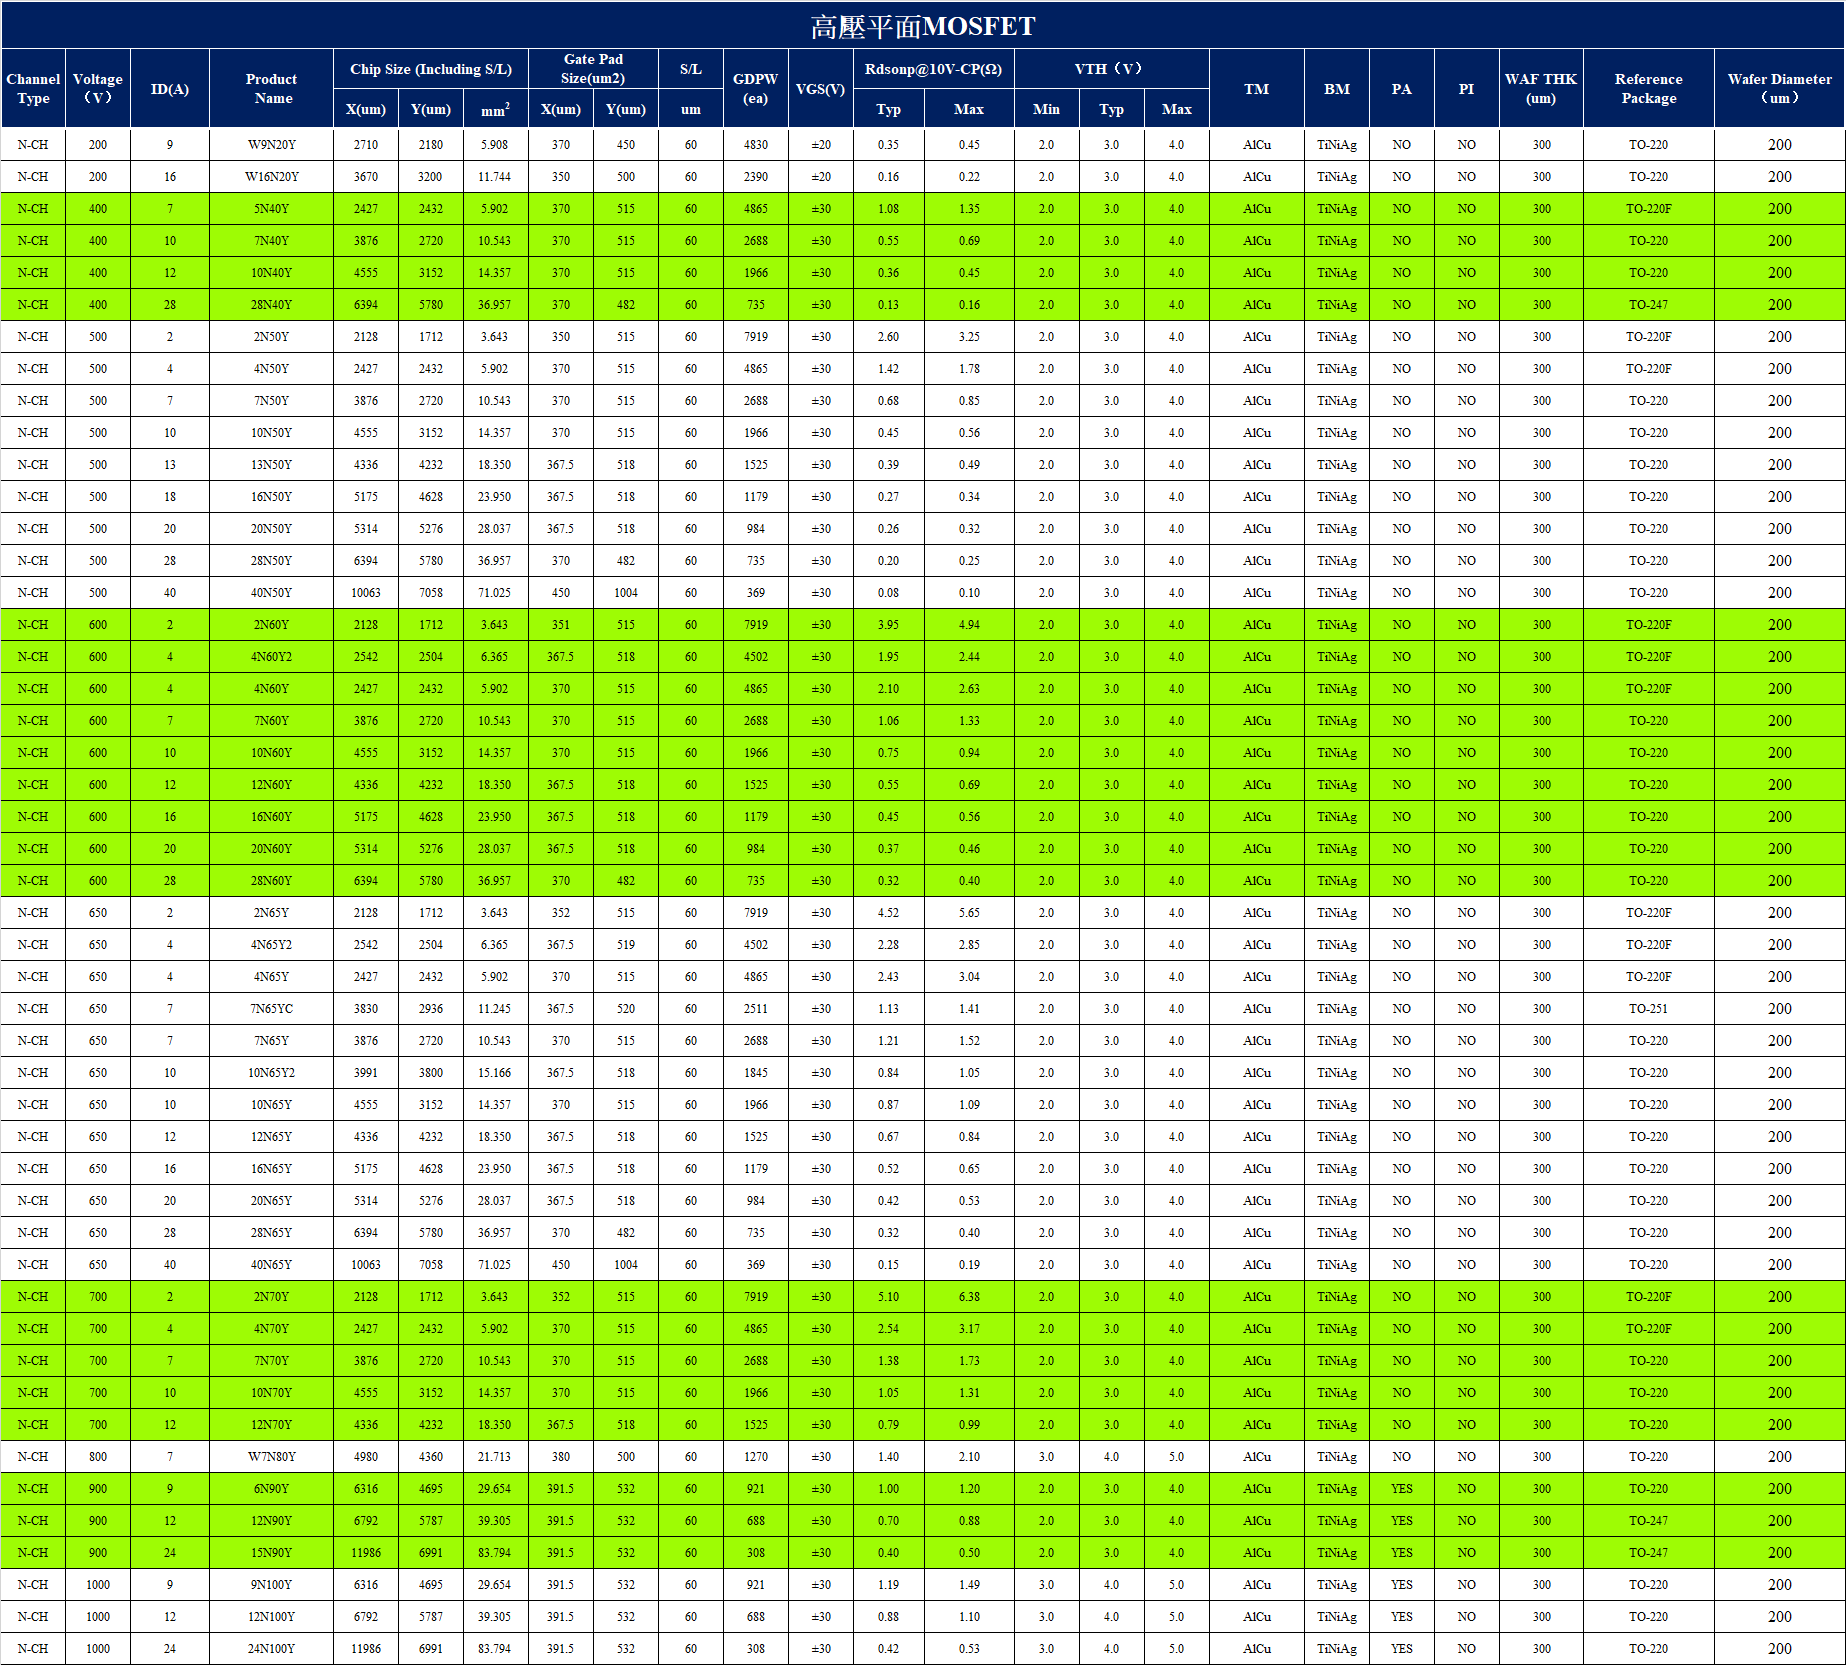 高壓平面MOSFET
Channel Type Voltage (V) ID(A) Product Name Chip Size (Including S/L) Gate Pad Size(um2) S/L GDPW (ea) VGS(V) Rdsonp@10V-CP(Ω) VTH（V） TM BM PA PI WAF THK (um) Reference Package Wafer Diameter （um）
X(um) Y(um) mm² X(um) Y(um) um Typ Max Min Typ Max
N-CH 200 9 W9N20Y 2710 2180 5.908 370 450 60 4830 ±20 0.35 0.45 2.0 3.0 4.0 AlCu TiNiAg NO NO 300 TO-220 200
N-CH 200 16 W16N20Y 3670 3200 11.744 350 500 60 2390 ±20 0.16 0.22 2.0 3.0 4.0 AlCu TiNiAg NO NO 300 TO-220 200
N-CH 400 7 5N40Y 2427 2432 5.902 370 515 60 4865 ±30 1.08 1.35 2.0 3.0 4.0 AlCu TiNiAg NO NO 300 TO-220F 200
N-CH 400 10 7N40Y 3876 2720 10.543 370 515 60 2688 ±30 0.55 0.69 2.0 3.0 4.0 AlCu TiNiAg NO NO 300 TO-220 200
N-CH 400 12 10N40Y 4555 3152 14.357 370 515 60 1966 ±30 0.36 0.45 2.0 3.0 4.0 AlCu TiNiAg NO NO 300 TO-220 200
N-CH 400 28 28N40Y 6394 5780 36.957 370 482 60 735 ±30 0.13 0.16 2.0 3.0 4.0 AlCu TiNiAg NO NO 300 TO-247 200
N-CH 500 2 2N50Y 2128 1712 3.643 350 515 60 7919 ±30 2.60 3.25 2.0 3.0 4.0 AlCu TiNiAg NO NO 300 TO-220F 200
N-CH 500 4 4N50Y 2427 2432 5.902 370 515 60 4865 ±30 1.42 1.78 2.0 3.0 4.0 AlCu TiNiAg NO NO 300 TO-220F 200
N-CH 500 7 7N50Y 3876 2720 10.543 370 515 60 2688 ±30 0.68 0.85 2.0 3.0 4.0 AlCu TiNiAg NO NO 300 TO-220 200
N-CH 500 10 10N50Y 4555 3152 14.357 370 515 60 1966 ±30 0.45 0.56 2.0 3.0 4.0 AlCu TiNiAg NO NO 300 TO-220 200
N-CH 500 13 13N50Y 4336 4232 18.350 367.5 518 60 1525 ±30 0.39 0.49 2.0 3.0 4.0 AlCu TiNiAg NO NO 300 TO-220 200
N-CH 500 18 16N50Y 5175 4628 23.950 367.5 518 60 1179 ±30 0.27 0.34 2.0 3.0 4.0 AlCu TiNiAg NO NO 300 TO-220 200
N-CH 500 20 20N50Y 5314 5276 28.037 367.5 518 60 984 ±30 0.26 0.32 2.0 3.0 4.0 AlCu TiNiAg NO NO 300 TO-220 200
N-CH 500 28 28N50Y 6394 5780 36.957 370 482 60 735 ±30 0.20 0.25 2.0 3.0 4.0 AlCu TiNiAg NO NO 300 TO-220 200
N-CH 500 40 40N50Y 10063 7058 71.025 450 1004 60 369 ±30 0.08 0.10 2.0 3.0 4.0 AlCu TiNiAg NO NO 300 TO-220 200
N-CH 600 2 2N60Y 2128 1712 3.643 351 515 60 7919 ±30 3.95 4.94 2.0 3.0 4.0 AlCu TiNiAg NO NO 300 TO-220F 200
N-CH 600 4 4N60Y2 2542 2504 6.365 367.5 518 60 4502 ±30 1.95 2.44 2.0 3.0 4.0 AlCu TiNiAg NO NO 300 TO-220F 200
N-CH 600 4 4N60Y 2427 2432 5.902 370 515 60 4865 ±30 2.10 2.63 2.0 3.0 4.0 AlCu TiNiAg NO NO 300 TO-220F 200
N-CH 600 7 7N60Y 3876 2720 10.543 370 515 60 2688 ±30 1.06 1.33 2.0 3.0 4.0 AlCu TiNiAg NO NO 300 TO-220 200
N-CH 600 10 10N60Y 4555 3152 14.357 370 515 60 1966 ±30 0.75 0.94 2.0 3.0 4.0 AlCu TiNiAg NO NO 300 TO-220 200
N-CH 600 12 12N60Y 4336 4232 18.350 367.5 518 60 1525 ±30 0.55 0.69 2.0 3.0 4.0 AlCu TiNiAg NO NO 300 TO-220 200
N-CH 600 16 16N60Y 5175 4628 23.950 367.5 518 60 1179 ±30 0.45 0.56 2.0 3.0 4.0 AlCu TiNiAg NO NO 300 TO-220 200
N-CH 600 20 20N60Y 5314 5276 28.037 367.5 518 60 984 ±30 0.37 0.46 2.0 3.0 4.0 AlCu TiNiAg NO NO 300 TO-220 200
N-CH 600 28 28N60Y 6394 5780 36.957 370 482 60 735 ±30 0.32 0.40 2.0 3.0 4.0 AlCu TiNiAg NO NO 300 TO-220 200
N-CH 650 2 2N65Y 2128 1712 3.643 352 515 60 7919 ±30 4.52 5.65 2.0 3.0 4.0 AlCu TiNiAg NO NO 300 TO-220F 200
N-CH 650 4 4N65Y2 2542 2504 6.365 367.5 519 60 4502 ±30 2.28 2.85 2.0 3.0 4.0 AlCu TiNiAg NO NO 300 TO-220F 200
N-CH 650 4 4N65Y 2427 2432 5.902 370 515 60 4865 ±30 2.43 3.04 2.0 3.0 4.0 AlCu TiNiAg NO NO 300 TO-220F 200
N-CH 650 7 7N65YC 3830 2936 11.245 367.5 520 60 2511 ±30 1.13 1.41 2.0 3.0 4.0 AlCu TiNiAg NO NO 300 TO-251 200
N-CH 650 7 7N65Y 3876 2720 10.543 370 515 60 2688 ±30 1.21 1.52 2.0 3.0 4.0 AlCu TiNiAg NO NO 300 TO-220 200
N-CH 650 10 10N65Y2 3991 3800 15.166 367.5 518 60 1845 ±30 0.84 1.05 2.0 3.0 4.0 AlCu TiNiAg NO NO 300 TO-220 200
N-CH 650 10 10N65Y 4555 3152 14.357 370 515 60 1966 ±30 0.87 1.09 2.0 3.0 4.0 AlCu TiNiAg NO NO 300 TO-220 200
N-CH 650 12 12N65Y 4336 4232 18.350 367.5 518 60 1525 ±30 0.67 0.84 2.0 3.0 4.0 AlCu TiNiAg NO NO 300 TO-220 200
N-CH 650 16 16N65Y 5175 4628 23.950 367.5 518 60 1179 ±30 0.52 0.65 2.0 3.0 4.0 AlCu TiNiAg NO NO 300 TO-220 200
N-CH 650 20 20N65Y 5314 5276 28.037 367.5 518 60 984 ±30 0.42 0.53 2.0 3.0 4.0 AlCu TiNiAg NO NO 300 TO-220 200
N-CH 650 28 28N65Y 6394 5780 36.957 370 482 60 735 ±30 0.32 0.40 2.0 3.0 4.0 AlCu TiNiAg NO NO 300 TO-220 200
N-CH 650 40 40N65Y 10063 7058 71.025 450 1004 60 369 ±30 0.15 0.19 2.0 3.0 4.0 AlCu TiNiAg NO NO 300 TO-220 200
N-CH 700 2 2N70Y 2128 1712 3.643 352 515 60 7919 ±30 5.10 6.38 2.0 3.0 4.0 AlCu TiNiAg NO NO 300 TO-220F 200
N-CH 700 4 4N70Y 2427 2432 5.902 370 515 60 4865 ±30 2.54 3.17 2.0 3.0 4.0 AlCu TiNiAg NO NO 300 TO-220F 200
N-CH 700 7 7N70Y 3876 2720 10.543 370 515 60 2688 ±30 1.38 1.73 2.0 3.0 4.0 AlCu TiNiAg NO NO 300 TO-220 200
N-CH 700 10 10N70Y 4555 3152 14.357 370 515 60 1966 ±30 1.05 1.31 2.0 3.0 4.0 AlCu TiNiAg NO NO 300 TO-220 200
N-CH 700 12 12N70Y 4336 4232 18.350 367.5 518 60 1525 ±30 0.79 0.99 2.0 3.0 4.0 AlCu TiNiAg NO NO 300 TO-220 200
N-CH 800 7 W7N80Y 4980 4360 21.713 380 500 60 1270 ±30 1.40 2.10 3.0 4.0 5.0 AlCu TiNiAg NO NO 300 TO-220 200
N-CH 900 9 6N90Y 6316 4695 29.654 391.5 532 60 921 ±30 1.00 1.20 2.0 3.0 4.0 AlCu TiNiAg YES NO 300 TO-220 200
N-CH 900 12 12N90Y 6792 5787 39.305 391.5 532 60 688 ±30 0.70 0.88 2.0 3.0 4.0 AlCu TiNiAg YES NO 300 TO-247 200
N-CH 900 24 15N90Y 11986 6991 83.794 391.5 532 60 308 ±30 0.40 0.50 2.0 3.0 4.0 AlCu TiNiAg YES NO 300 TO-247 200
N-CH 1000 9 9N100Y 6316 4695 29.654 391.5 532 60 921 ±30 1.19 1.49 3.0 4.0 5.0 AlCu TiNiAg YES NO 300 TO-220 200
N-CH 1000 12 12N100Y 6792 5787 39.305 391.5 532 60 688 ±30 0.88 1.10 3.0 4.0 5.0 AlCu TiNiAg YES NO 300 TO-220 200
N-CH 1000 24 24N100Y 11986 6991 83.794 391.5 532 60 308 ±30 0.42 0.53 3.0 4.0 5.0 AlCu TiNiAg YES NO 300 TO-220 200